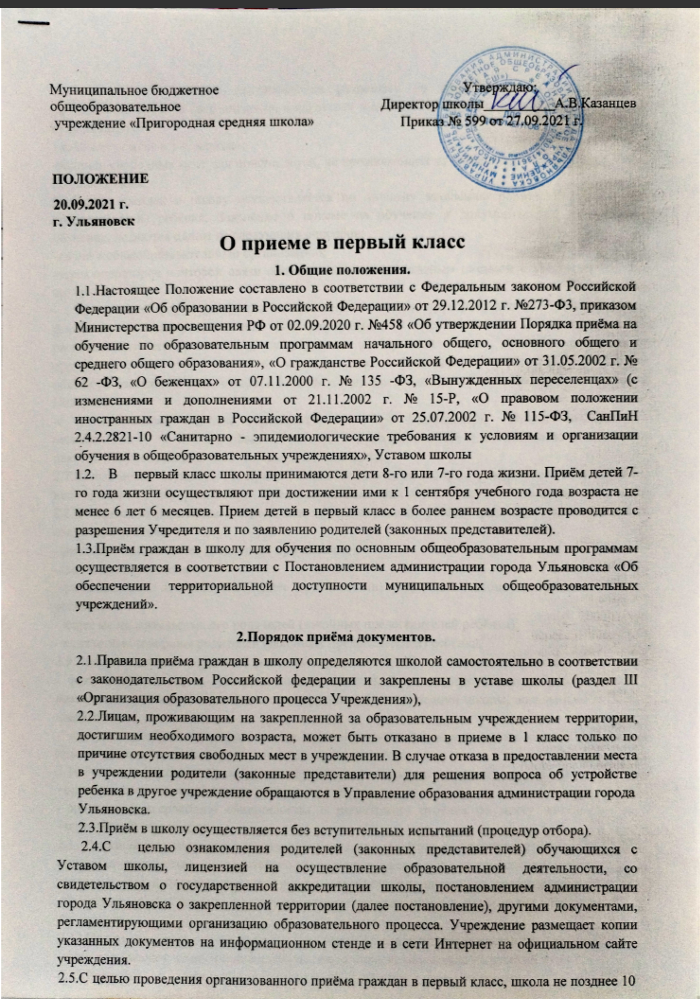 Муниципальное бюджетное
общеобразовательное
учреждение «Пригородная средняя школа»
Утверждаю:
Директор школы__________А.В.Казанцев
Приказ № 599 от 27.09.2021 г.
ПОЛОЖЕНИЕ
20.09.2021 г.
г. Ульяновск
О приеме в первый класс
1. Общие положения.
1.1.Настоящее Положение составлено в соответствии с Федеральным законом Российской
Федерации «Об образовании в Российской Федерации» от 29.12.2012 г. №273-ФЗ, приказом
Министерства просвещения РФ от 02.09.2020 г. №458 «Об утверждении Порядка приёма на
обучение по образовательным программам начального общего, основного общего и
среднего общего образования», «О гражданстве Российской Федерации» от 31.05.2002 г. №
62 -ФЗ, «О беженцах» от 07.11.2000 г. № 135 -ФЗ, «Вынужденных переселенцах» (с
изменениями и дополнениями от 21.11.2002 г. № 15-Р, «О правовом положении
иностранных граждан в Российской Федерации» от 25.07.2002 г. № 115-ФЗ, СанПиН
2.4.2.2821-10 «Санитарно - эпидемиологические требования к условиям и организации
обучения в общеобразовательных учреждениях», Уставом школы
1.2. В первый класс школы принимаются дети 8-го или 7-го года жизни. Приём детей 7-
го года жизни осуществляют при достижении ими к 1 сентября учебного года возраста не
менее 6 лет 6 месяцев. Прием детей в первый класс в более раннем возрасте проводится с
разрешения Учредителя и по заявлению родителей (законных представителей).
1.3.Приём граждан в школу для обучения по основным общеобразовательным программам
осуществляется в соответствии с Постановлением администрации города Ульяновска «Об
обеспечении территориальной доступности муниципальных общеобразовательных
учреждений».
2.Порядок приёма документов.
2.1.Правила приёма граждан в школу определяются школой самостоятельно в соответствии
с законодательством Российской федерации и закреплены в уставе школы (раздел III
«Организация образовательного процесса Учреждения»),
2.2.Лицам, проживающим на закрепленной за образовательным учреждением территории,
достигшим необходимого возраста, может быть отказано в приеме в 1 класс только по
причине отсутствия свободных мест в учреждении. В случае отказа в предоставлении места
в учреждении родители (законные представители) для решения вопроса об устройстве
ребенка в другое учреждение обращаются в Управление образования администрации города
Ульяновска.
2.3.Приём в школу осуществляется без вступительных испытаний (процедур отбора).
2.4.С целью ознакомления родителей (законных представителей) обучающихся с
Уставом школы, лицензией на осуществление образовательной деятельности, со
свидетельством о государственной аккредитации школы, постановлением администрации
города Ульяновска о закрепленной территории (далее постановление), другими документами,
регламентирующими организацию образовательного процесса. Учреждение размещает копии
указанных документов на информационном стенде и в сети Интернет на официальном сайте
учреждения.
2.5.С целью проведения организованного приёма граждан в первый класс, школа не позднее 10